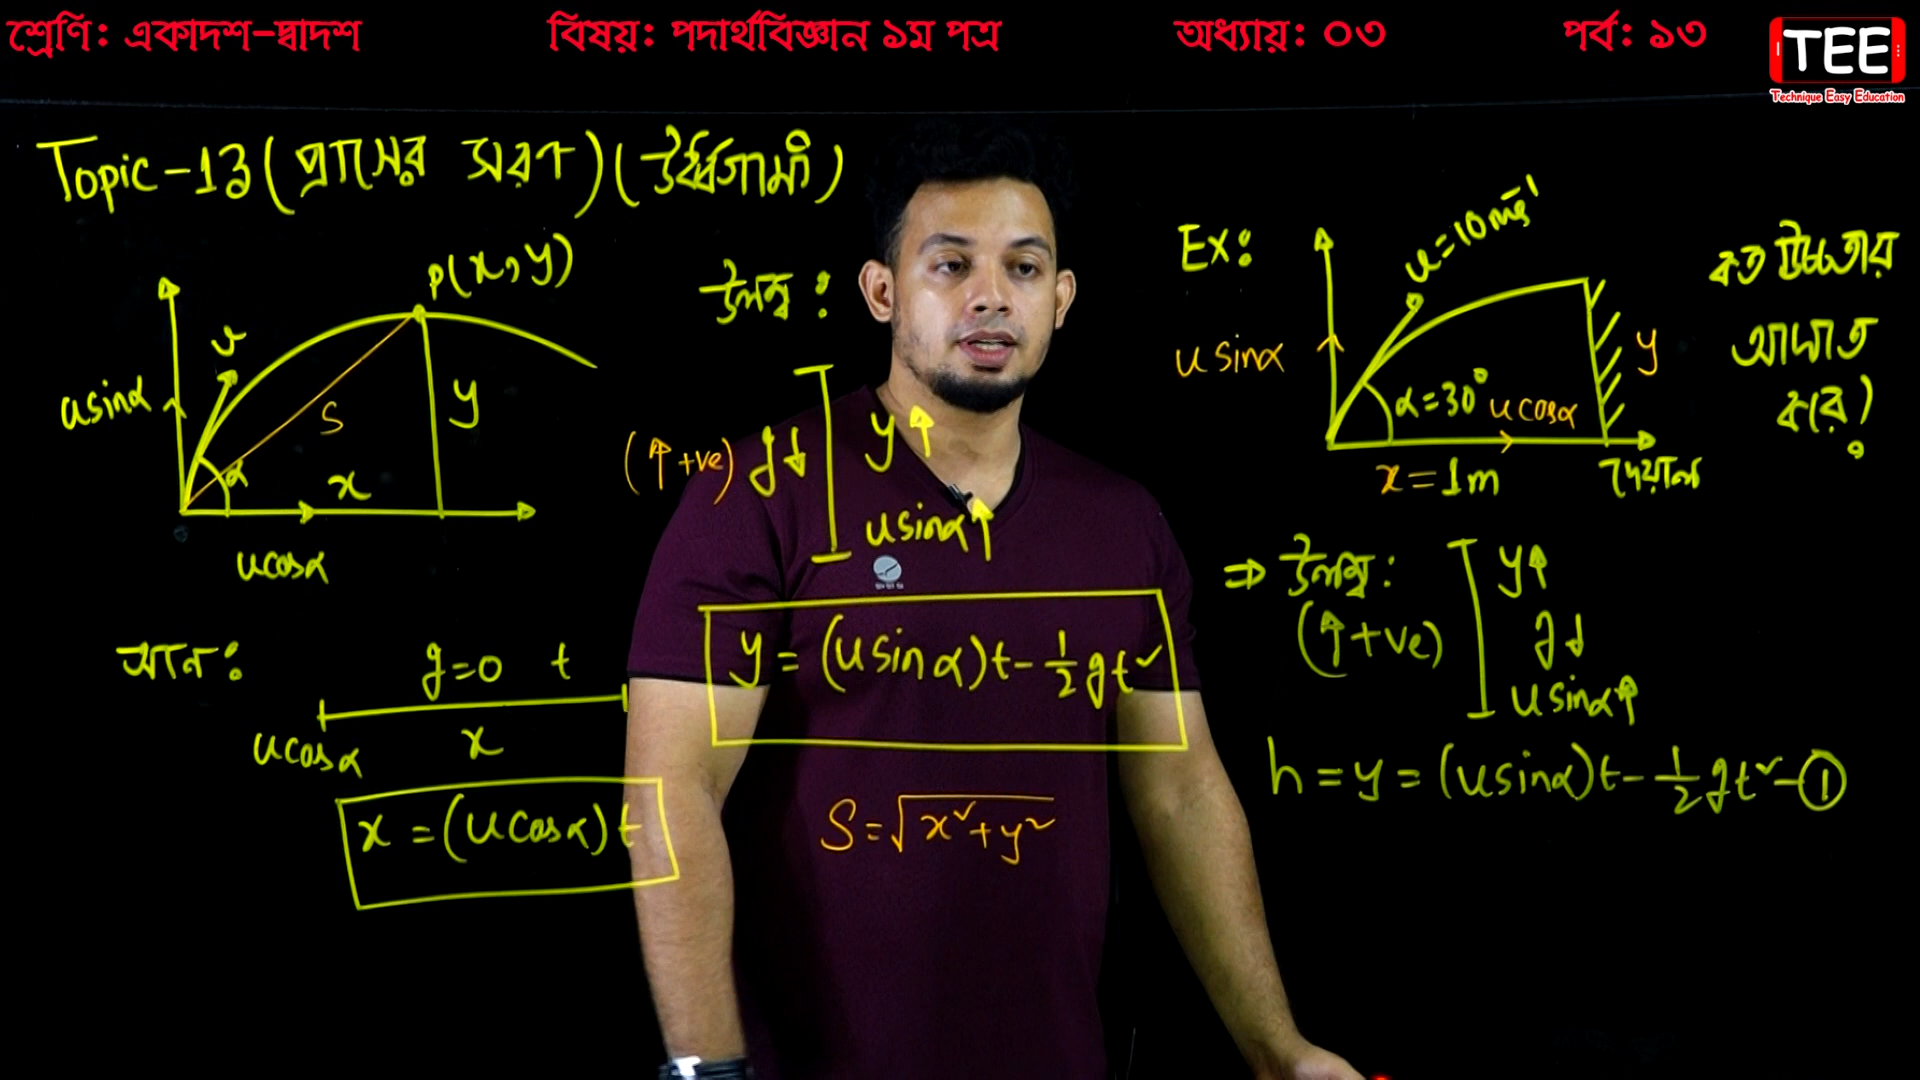 শ্রেণি: একাদশ-দ্বাদশ
বিষয়: পদার্থবিজ্ঞান ১ম পত্র
অধ্যায়: ০৩
পর্ব: ১৩
TEE
Technique Easy Education
Topic-13 (প্রাসের সরণ) (উর্ধ্বগামী)
P(x, y)
u
usinα
S
y
α
x
ucosα
আনু:
g=0 t
ucosα x
x = (ucosα)t
উলম্ব:
(↑+ve) g↓ y↑
usinα↑
y = (usinα)t - ½gt²
S = √x²+y²
Ex:
u=10ms⁻¹
usinα
α=30°
ucosα
y
x = 1m
দেয়াল
কত উচ্চতায়
আঘাত
করে?
⇒ উলম্ব:
(↑+ve)
y↑
g↓
usinα↑
h = y = (usinα)t - ½gt² - ①